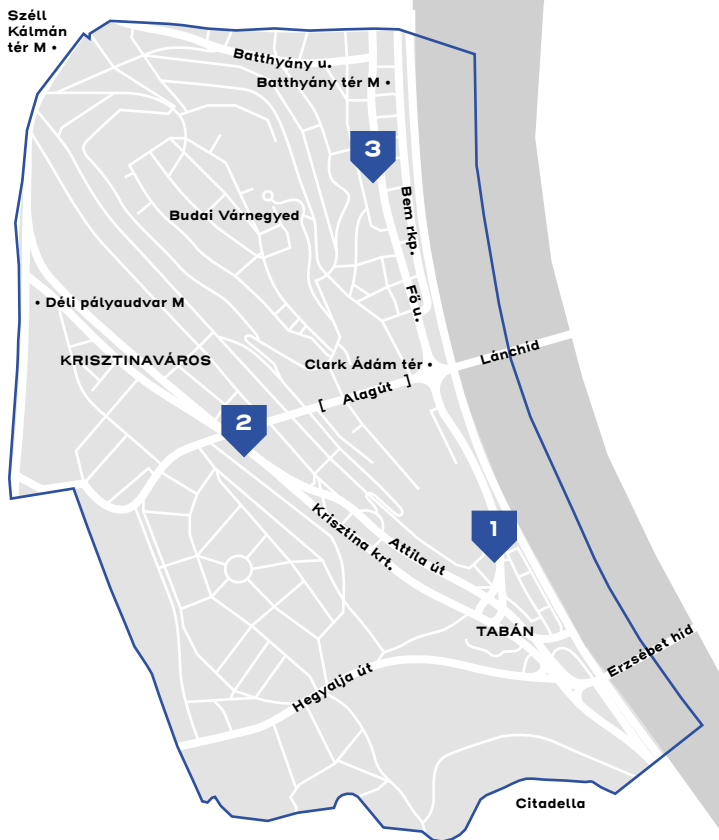 Széll
Kálmán
tér M •
Batthyány u.
Batthyány tér M •
3
Bem rkp.
Budai Várnegyed
Fő u.
• Déli pályaudvar M
KRISZTINAVÁROS
Clark Ádám tér •
Lánchíd
[ Alagút ]
2
1
Krisztina krt.
Attila út
TABÁN
Erzsébet híd
Hegyalja út
Citadella